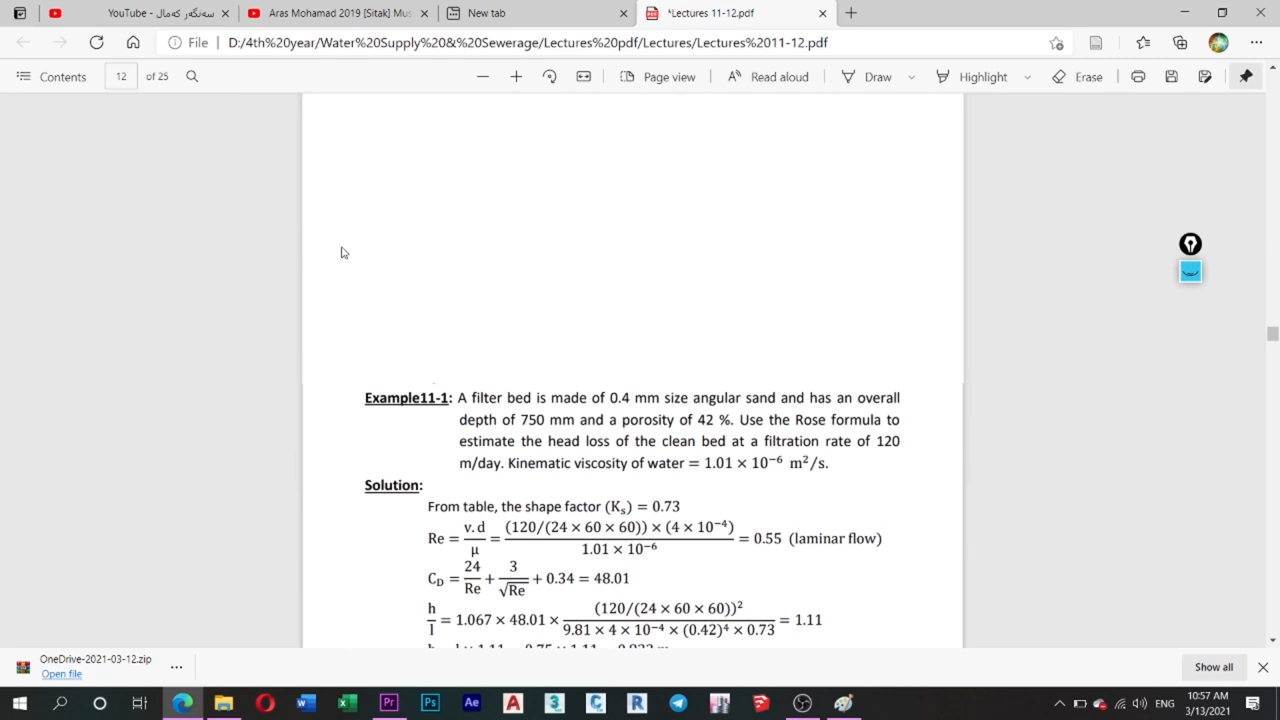 YouTube - سەنگەر کەمال
Aras Mohamad 2019 [Sitak] Mus
New tab
*Lectures 11-12.pdf
File
D:/4th%20year/Water%20Supply%20&%20Sewerage/Lectures%20pdf/Lectures/Lectures%2011-12.pdf
Contents 12 of 25 Page view Read aloud Draw Highlight Erase
Example11-1: A filter bed is made of 0.4 mm size angular sand and has an overall
depth of 750 mm and a porosity of 42 %. Use the Rose formula to
estimate the head loss of the clean bed at a filtration rate of 120
m/day. Kinematic viscosity of water = 1.01 × 10⁻⁶ m²/s.
Solution:
From table, the shape factor (Kₛ) = 0.73
Re = v.d / μ = (120/(24 × 60 × 60)) × (4 × 10⁻⁴) / 1.01 × 10⁻⁶ = 0.55 (laminar flow)
C_D = 24/Re + 3/√Re + 0.34 = 48.01
h/l = 1.067 × 48.01 × (120/(24 × 60 × 60))² / 9.81 × 4 × 10⁻⁴ × (0.42)⁴ × 0.73 = 1.11
OneDrive-2021-03-12.zip
Open file
Show all
ENG
10:57 AM
3/13/2021